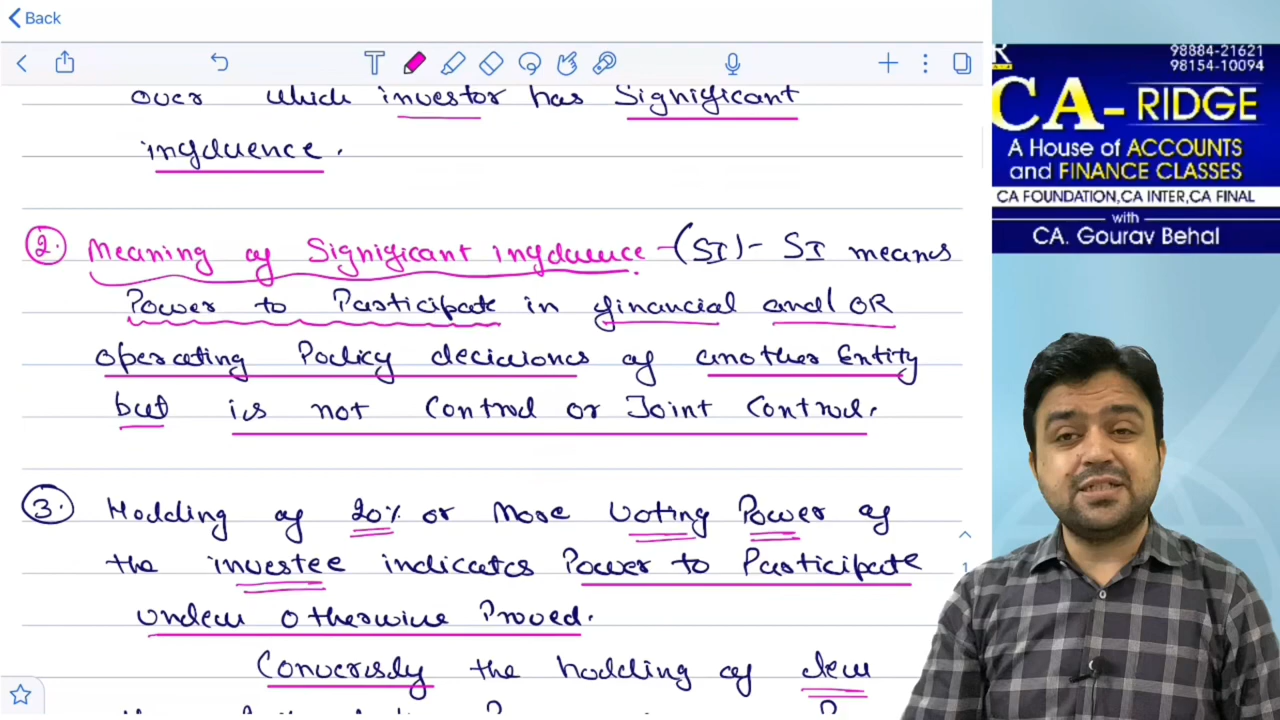 Back
over which investor has Significant
influence.
2. Meaning of Significant influence - (SI) - SI means
Power to Participate in financial and/or
operating Policy decisions of another Entity
but is not Control or Joint Control.
3. Holding of 20% or More Voting Power of
the investee indicates Power to Participate
unless otherwise Proved.
Conversely the holding of less
1
R
98884-21621
98154-10094
CA- RIDGE
A House of ACCOUNTS
and FINANCE CLASSES
CA FOUNDATION,CA INTER,CA FINAL
with
CA. Gourav Behal